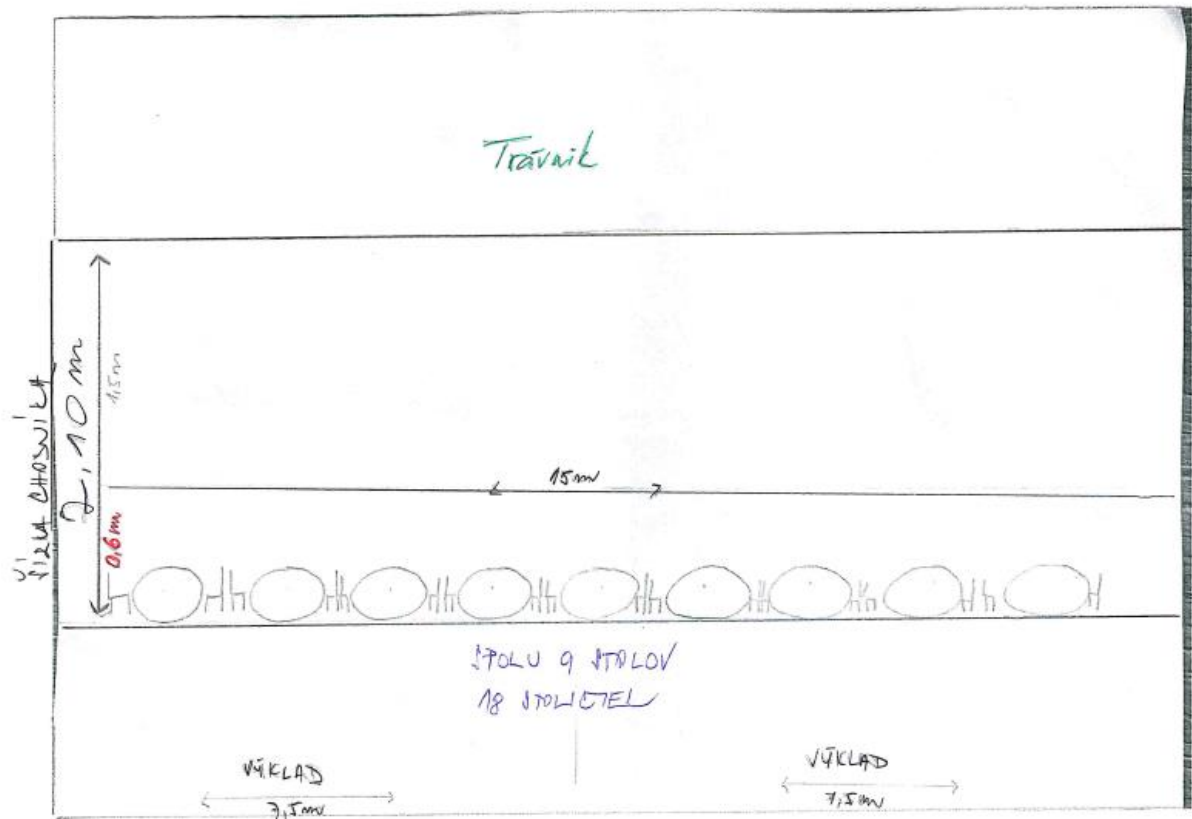 Trávnik
ŠÍRKA CHODNÍKA
2,10 m
1,5m
15m
0,6m
SPOLU 9 STOLOV
18 STOLIČIEK
VÝKLAD
7,5m
VÝKLAD
7,5m